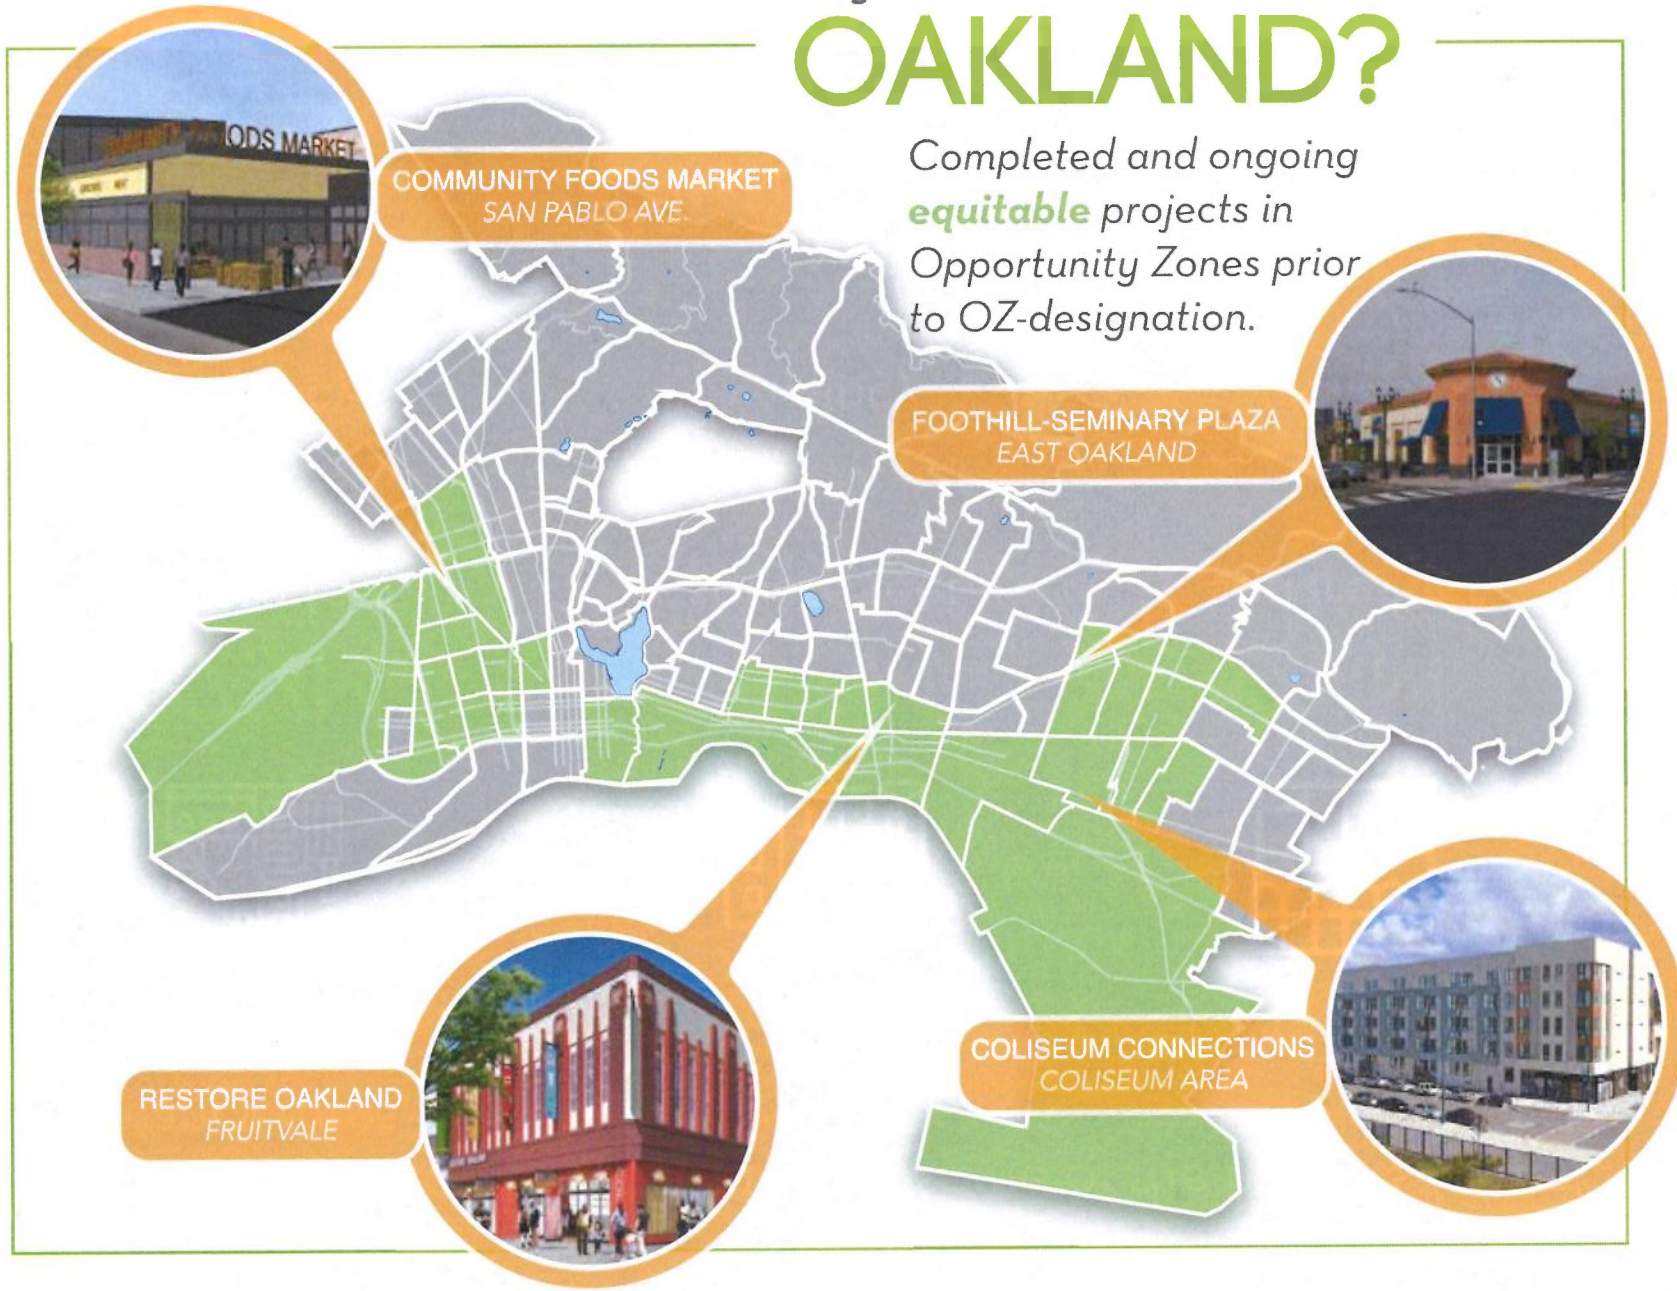 OAKLAND?
Completed and ongoing
equitable projects in
Opportunity Zones prior
to OZ-designation.
ODS MARKET
COMMUNITY FOODS MARKET
SAN PABLO AVE.
FOOTHILL-SEMINARY PLAZA
EAST OAKLAND
COLISEUM CONNECTIONS
COLISEUM AREA
RESTORE OAKLAND
FRUITVALE